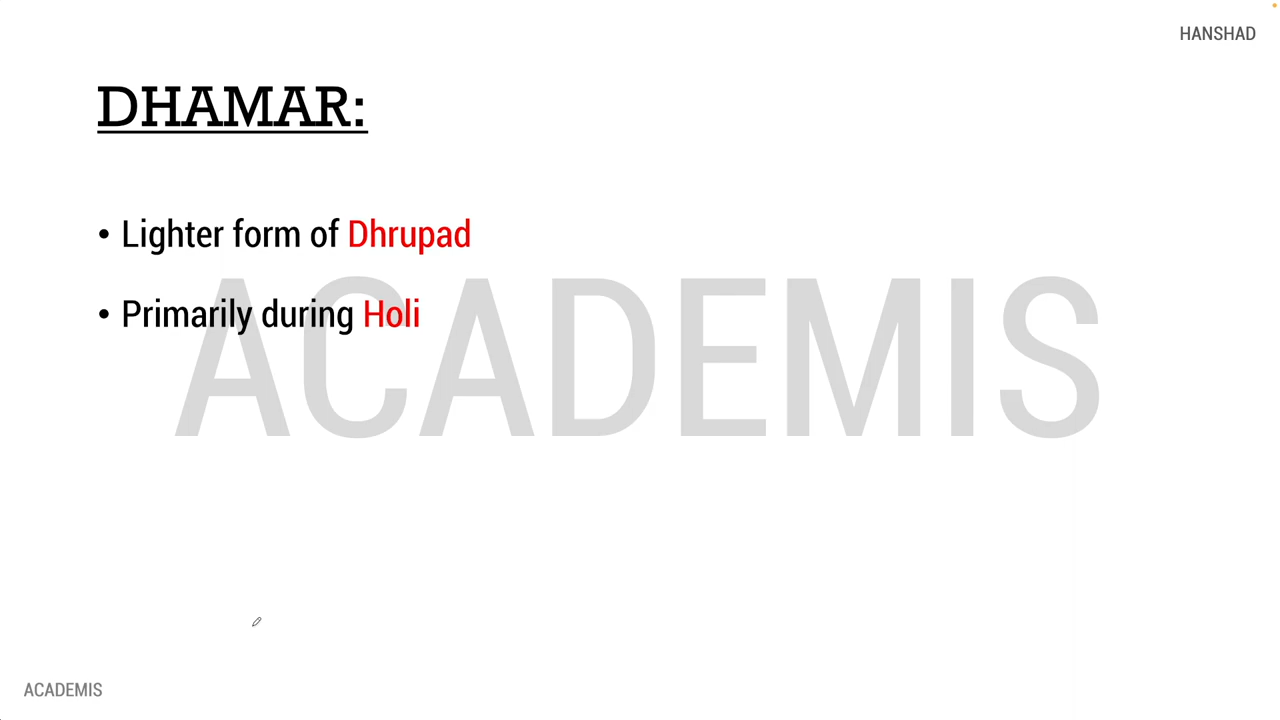 HANSHAD
DHAMAR:
• Lighter form of Dhrupad
• Primarily during Holi
ACADEMIS
ACADEMIS